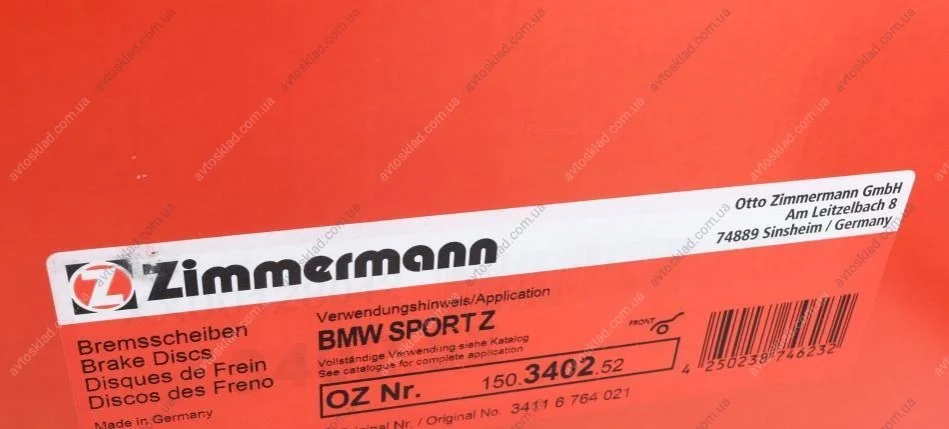 Zimmermann
Otto Zimmermann GmbH
Am Leitzelbach 8
74889 Sinsheim / Germany
Bremsscheiben
Brake Discs
Disques de Frein
Discos des Freno
Made in Germany
Verwendungshinweis/Application
BMW SPORT Z
Vollständige Verwendung siehe Katalog
See catalogue for complete application
OZ Nr. 150.3402.52
Original No. 3411 6 764 021
FRONT
4 250238 746232
avtosklad.com.ua